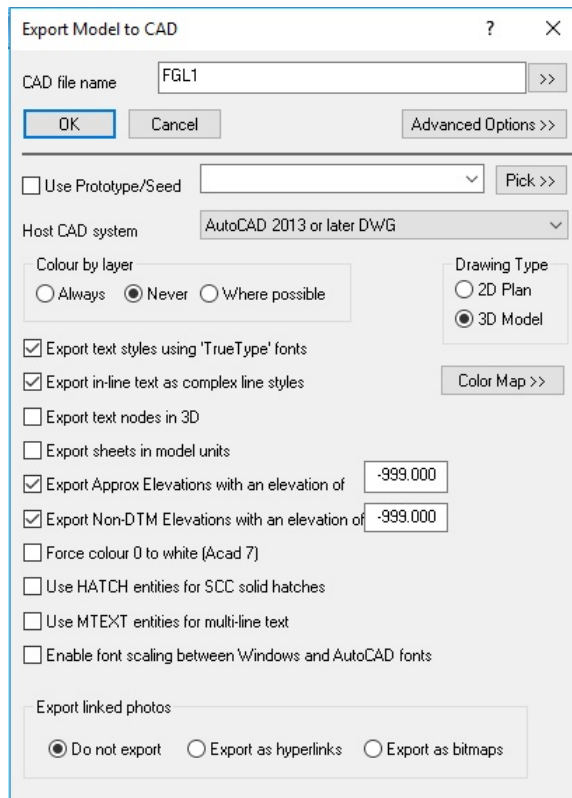 Export Model to CAD ?
CAD file name FGL1 >>
OK Cancel Advanced Options >>
Use Prototype/Seed Pick >>
Host CAD system AutoCAD 2013 or later DWG
Colour by layer Drawing Type
Always Never Where possible 2D Plan
3D Model
Export text styles using 'TrueType' fonts
Export in-line text as complex line styles Color Map >>
Export text nodes in 3D
Export sheets in model units
Export Approx Elevations with an elevation of -999.000
Export Non-DTM Elevations with an elevation of -999.000
Force colour 0 to white (Acad 7)
Use HATCH entities for SCC solid hatches
Use MTEXT entities for multi-line text
Enable font scaling between Windows and AutoCAD fonts
Export linked photos
Do not export Export as hyperlinks Export as bitmaps